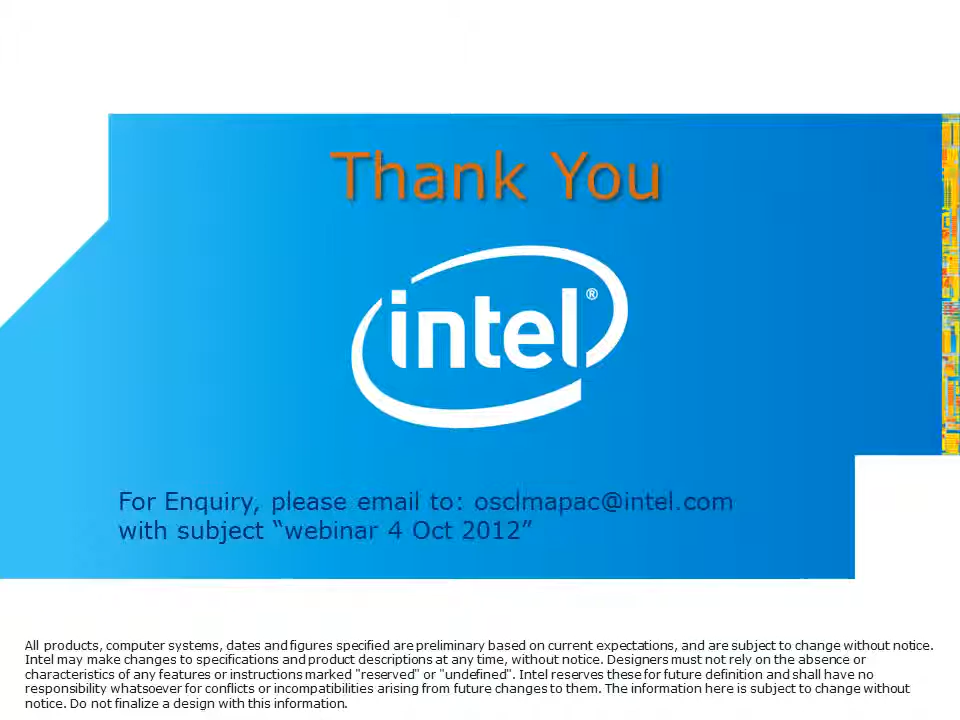 Thank You
intel®
For Enquiry, please email to: osclmapac@intel.com
with subject “webinar 4 Oct 2012”
All products, computer systems, dates and figures specified are preliminary based on current expectations, and are subject to change without notice.
Intel may make changes to specifications and product descriptions at any time, without notice. Designers must not rely on the absence or
characteristics of any features or instructions marked "reserved" or "undefined". Intel reserves these for future definition and shall have no
responsibility whatsoever for conflicts or incompatibilities arising from future changes to them. The information here is subject to change without
notice. Do not finalize a design with this information.